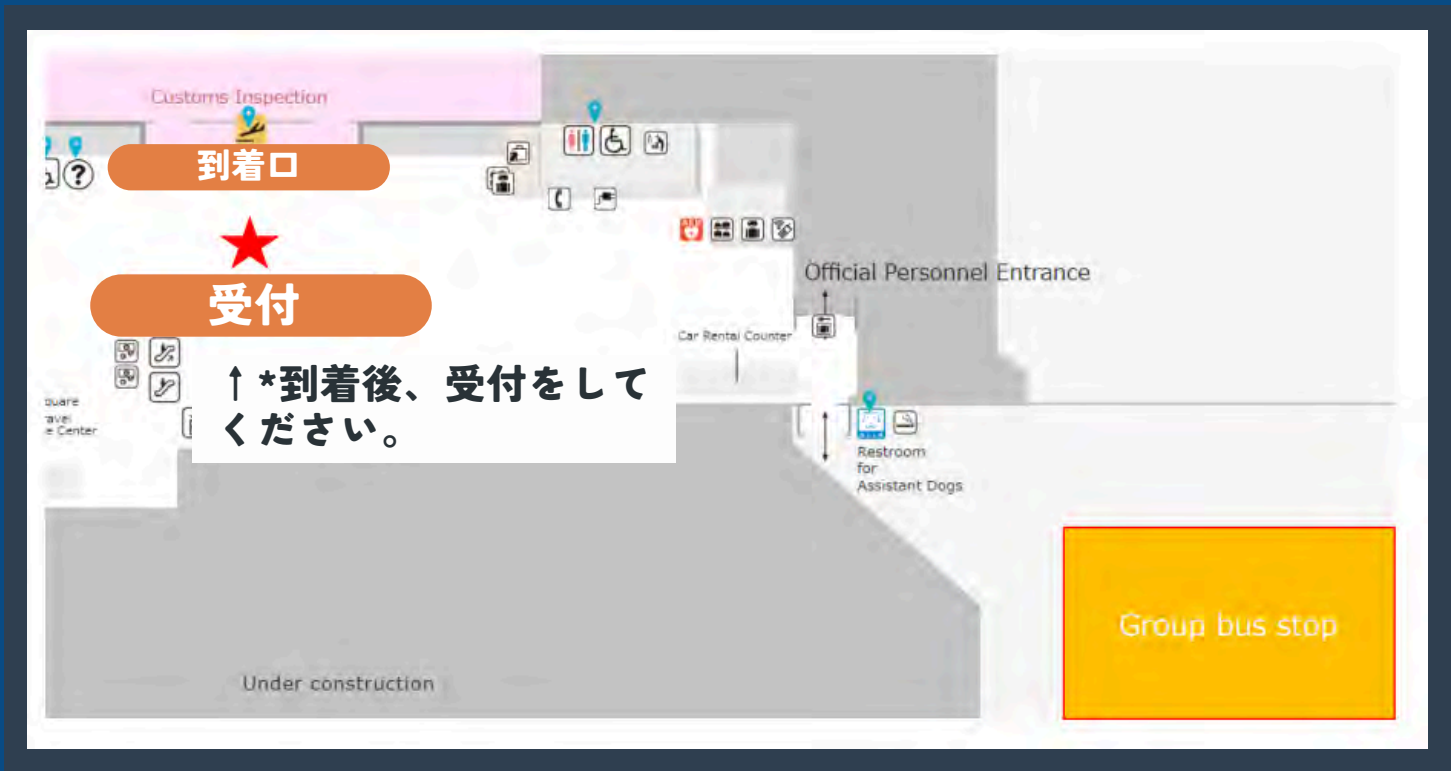 Customs Inspection
到着口
?
受付
Official Personnel Entrance
Car Rental Counter
↑*到着後、受付をして
ください。
e Center
Restroom
for
Assistant Dogs
Group bus stop
Under construction